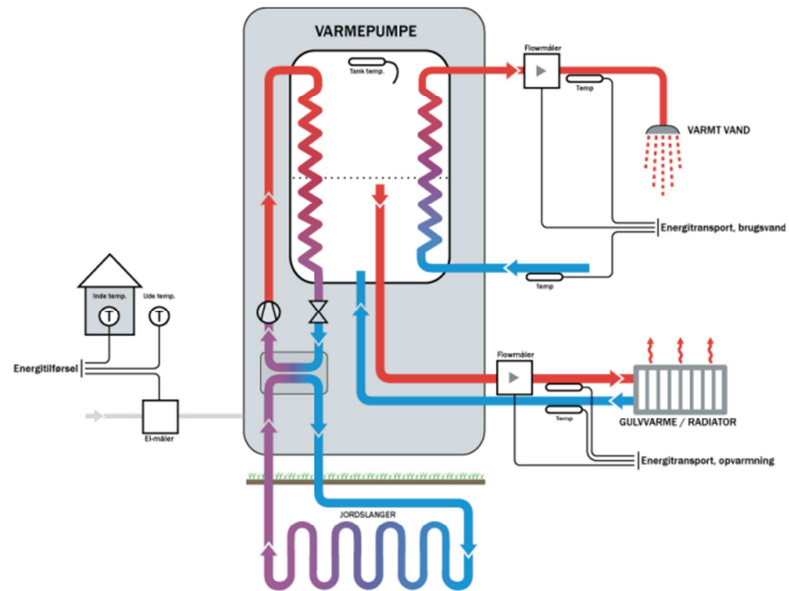 VARMEPUMPE
Tank temp.
Flowmåler
Temp
VARMT VAND
Energitransport, brugsvand
Temp
Inde temp.
Ude temp.
T
T
Energitilførsel
El-måler
Flowmåler
Temp
GULVVARME / RADIATOR
Energitransport, opvarmning
JORDSLANGER